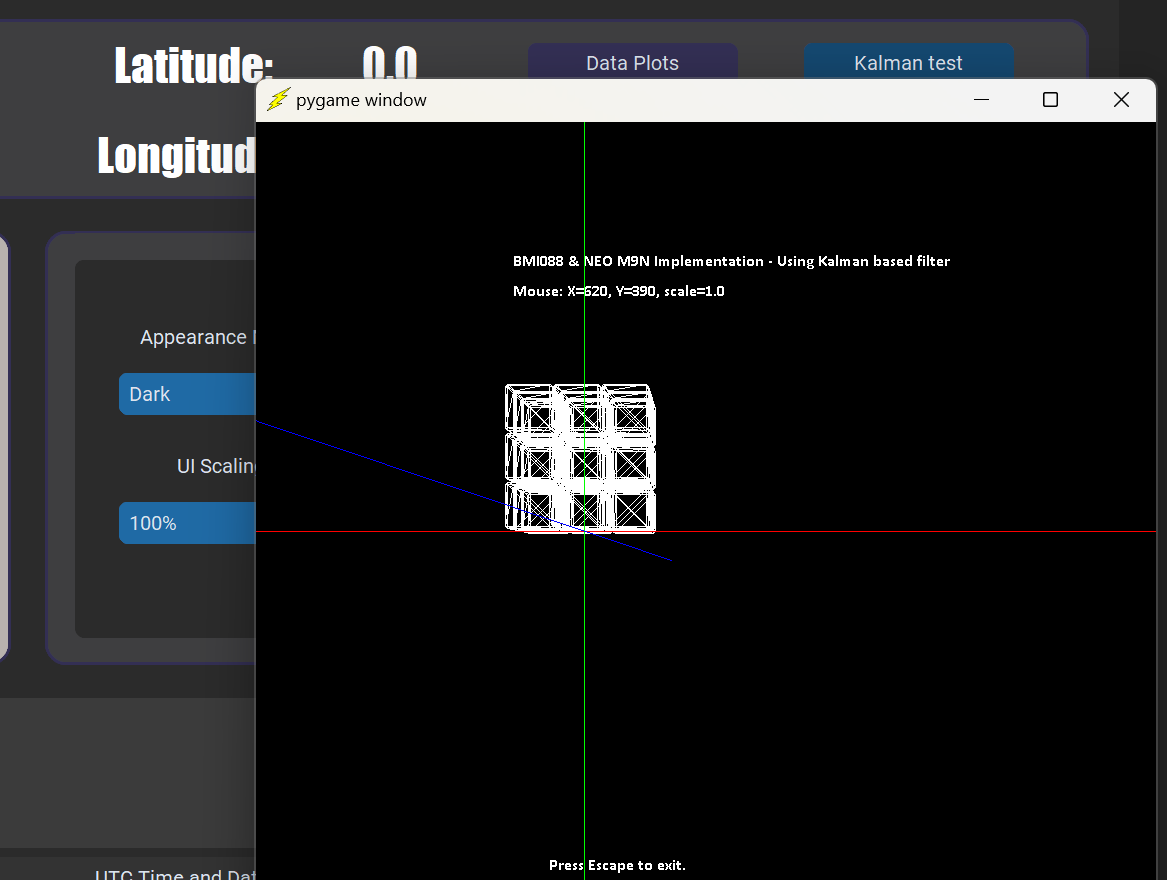 Latitude: 0.0 Data Plots Kalman test
pygame window
Longitud
BMI088 & NEO M9N Implementation - Using Kalman based filter
Mouse: X=620, Y=390, scale=1.0
Appearance
Dark
UI Scaling
100%
Press Escape to exit.
UTC Time and Dat